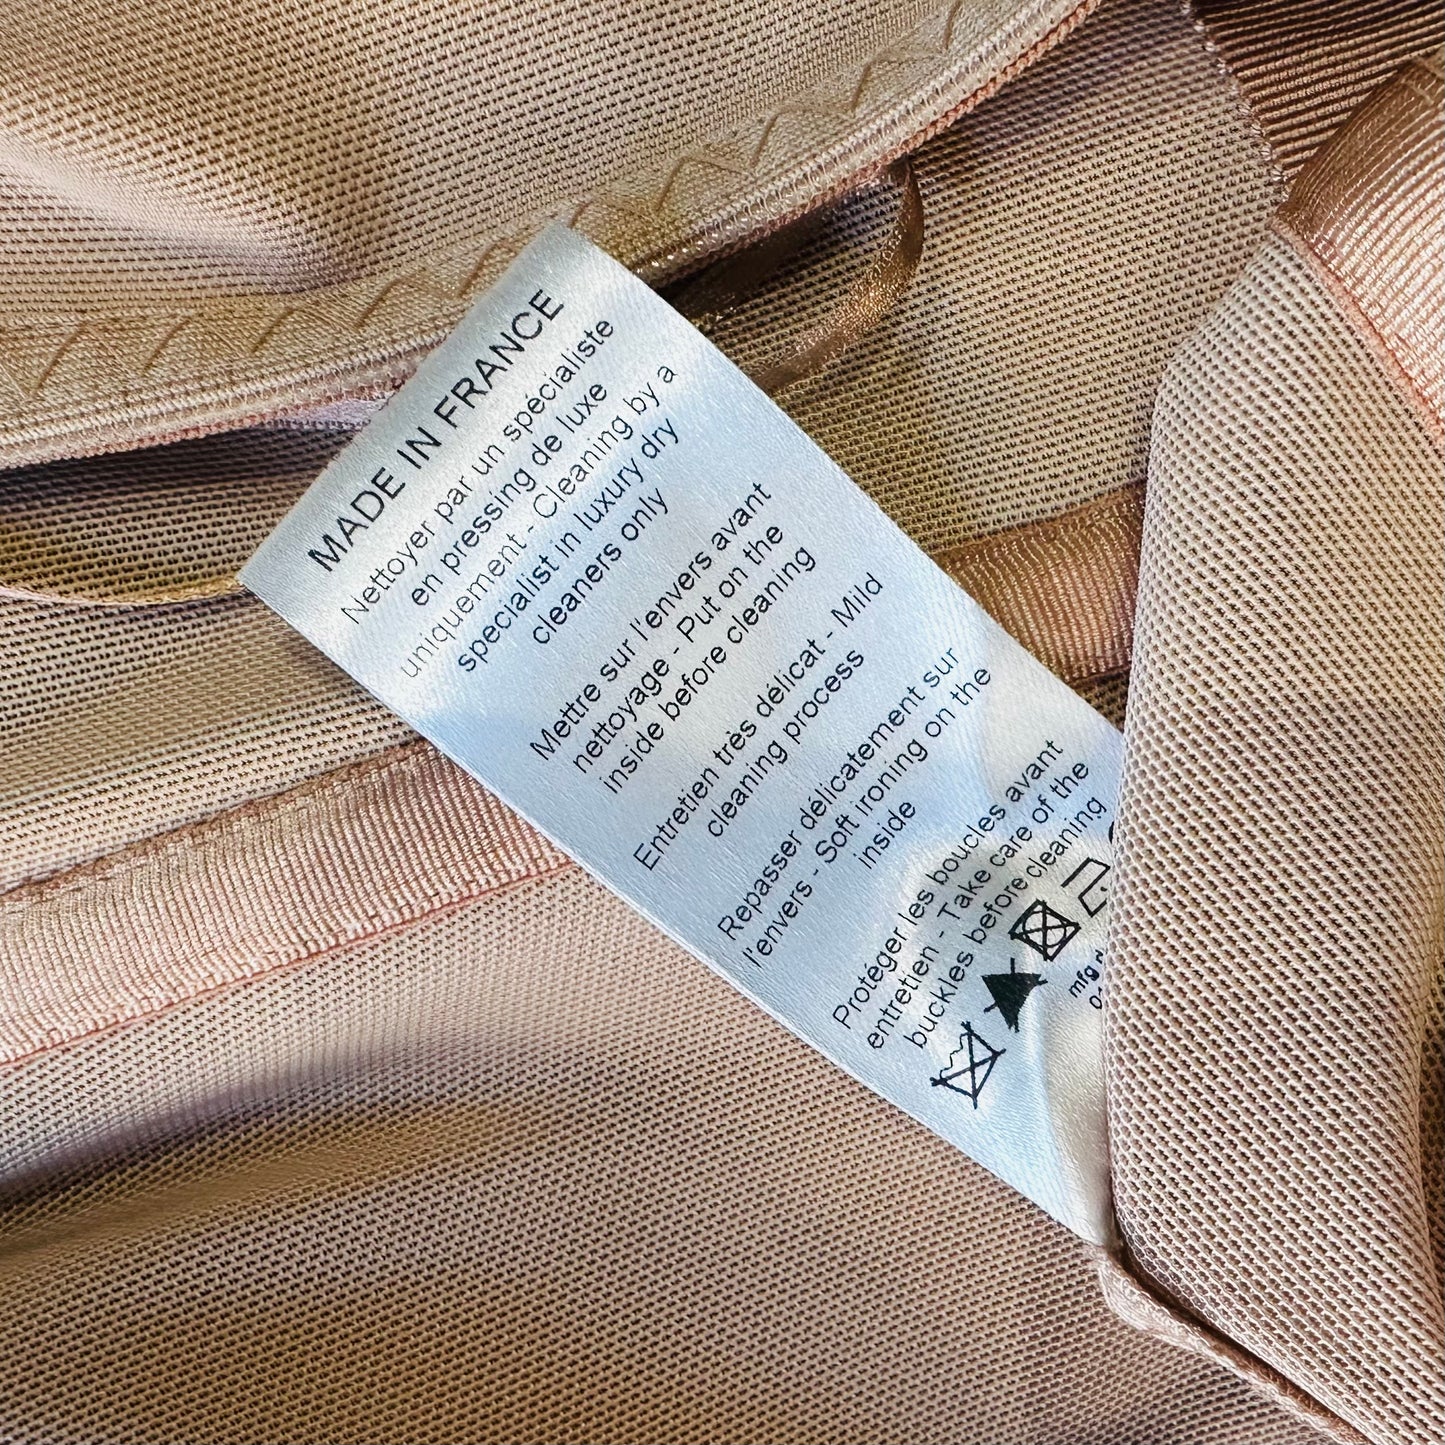 MADE IN FRANCE
Nettoyer par un spécialiste
en pressing de luxe
uniquement - Cleaning by a
specialist in luxury dry
cleaners only
Mettre sur l'envers avant
nettoyage - Put on the
inside before cleaning
Entretien très délicat - Mild
cleaning process
Repasser délicatement sur
l'envers - Soft ironing on the
inside
Protéger les boucles avant
entretien - Take care of the
buckles before cleaning
mfg